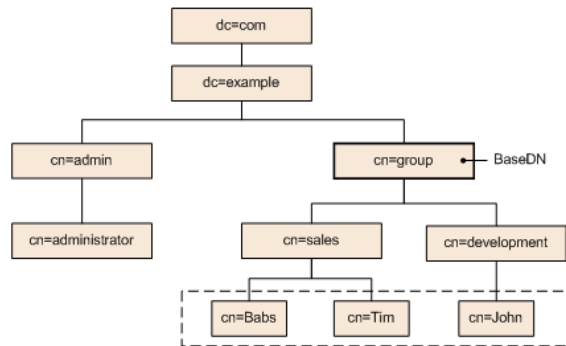 dc=com
dc=example
cn=admin
cn=group
BaseDN
cn=administrator
cn=sales
cn=development
cn=Babs
cn=Tim
cn=John